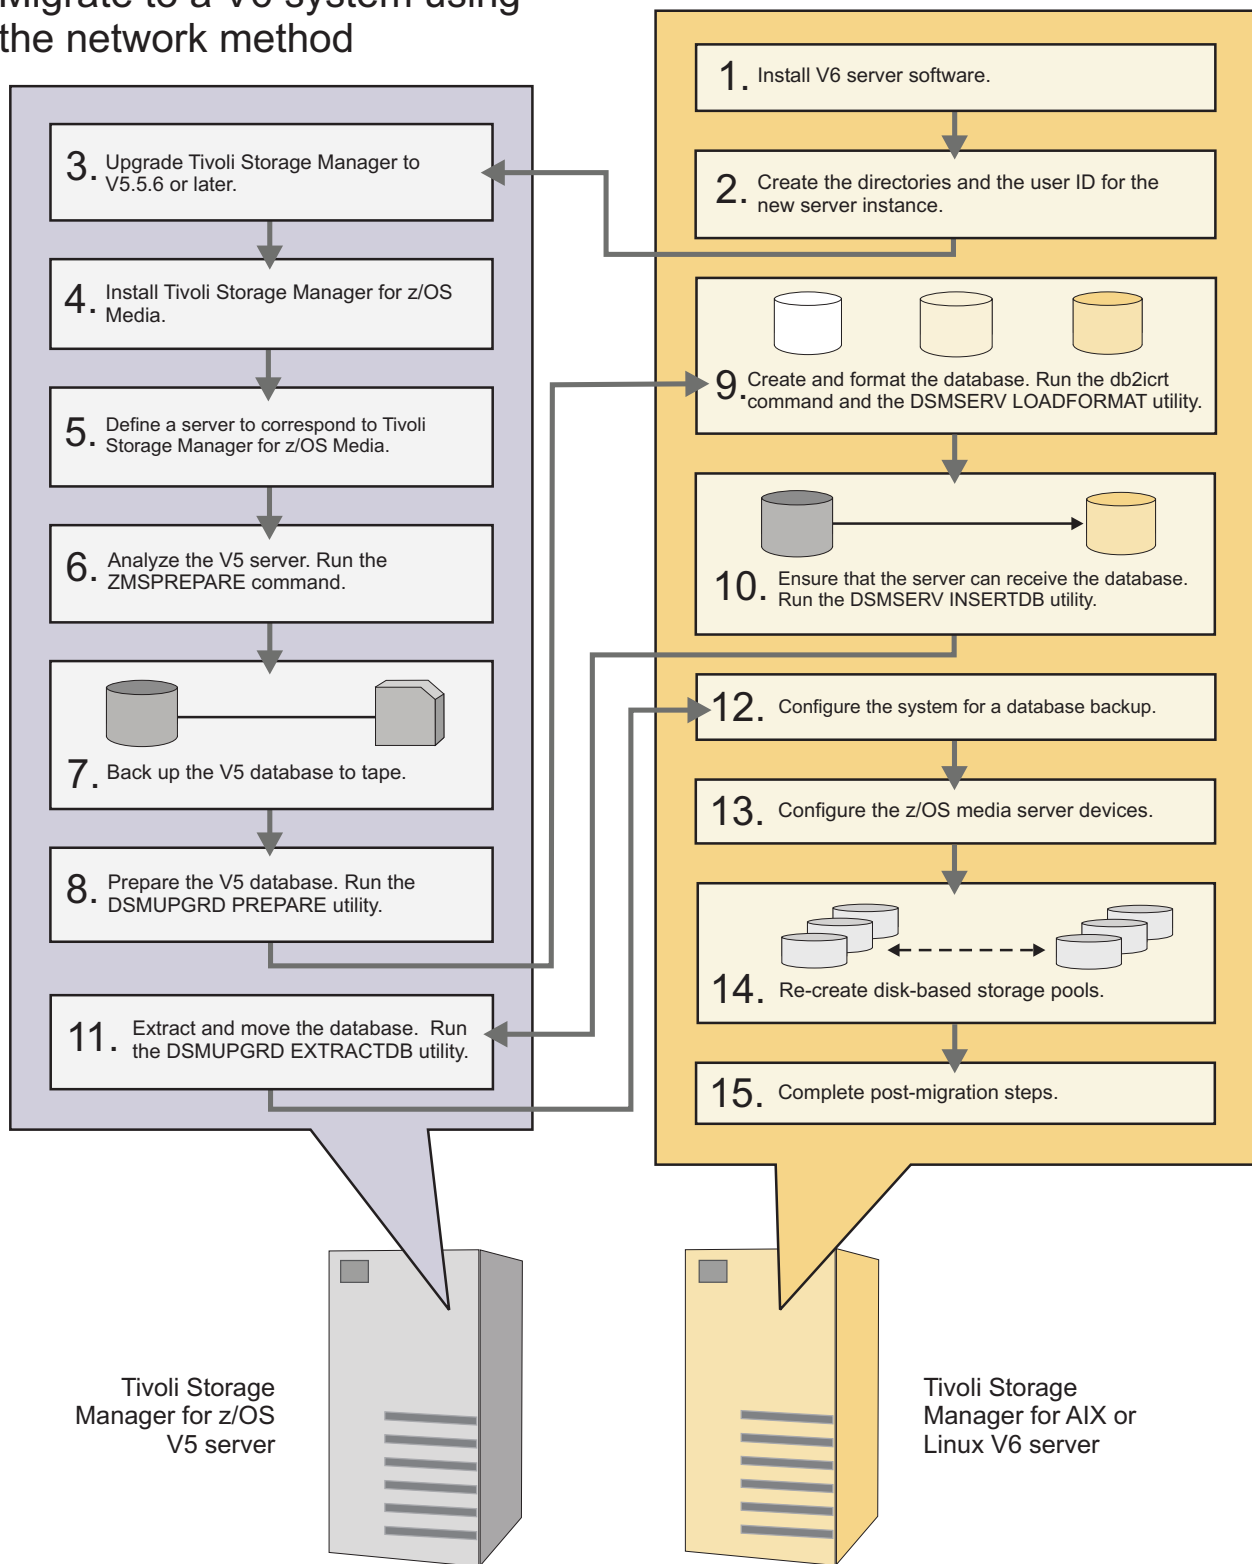 Migrate to a V6 system using
the network method
1. Install V6 server software.
2. Create the directories and the user ID for the
new server instance.
3. Upgrade Tivoli Storage Manager to
V5.5.6 or later.
4. Install Tivoli Storage Manager for z/OS
Media.
5. Define a server to correspond to Tivoli
Storage Manager for z/OS Media.
6. Analyze the V5 server. Run the
ZMSPREPARE command.
7. Back up the V5 database to tape.
8. Prepare the V5 database. Run the
DSMUPGRD PREPARE utility.
9. Create and format the database. Run the db2icrt
command and the DSMSERV LOADFORMAT utility.
10. Ensure that the server can receive the database.
Run the DSMSERV INSERTDB utility.
11. Extract and move the database. Run
the DSMUPGRD EXTRACTDB utility.
12. Configure the system for a database backup.
13. Configure the z/OS media server devices.
14. Re-create disk-based storage pools.
15. Complete post-migration steps.
Tivoli Storage
Manager for z/OS
V5 server
Tivoli Storage
Manager for AIX or
Linux V6 server